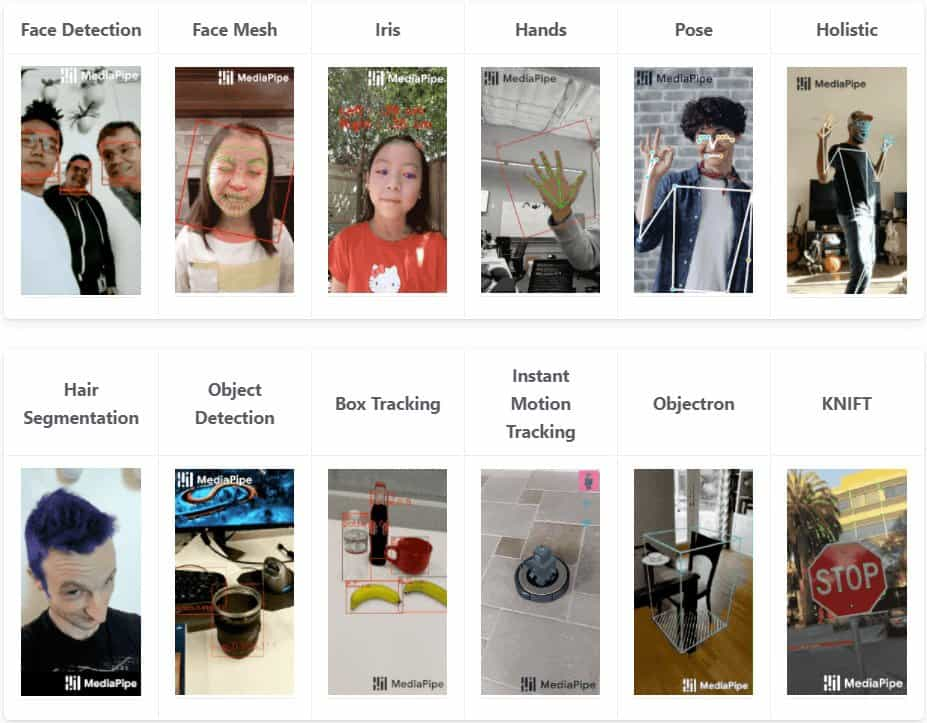 Face Detection
Face Mesh
Iris
Hands
Pose
Holistic
MediaPipe
MediaPipe
MediaPipe
MediaPipe
MediaPipe
MediaPipe
Hair
Segmentation
Object
Detection
Box Tracking
Instant
Motion
Tracking
Objectron
KNIFT
MediaPipe
STOP
MediaPipe
MediaPipe
MediaPipe
MediaPipe
MediaPipe